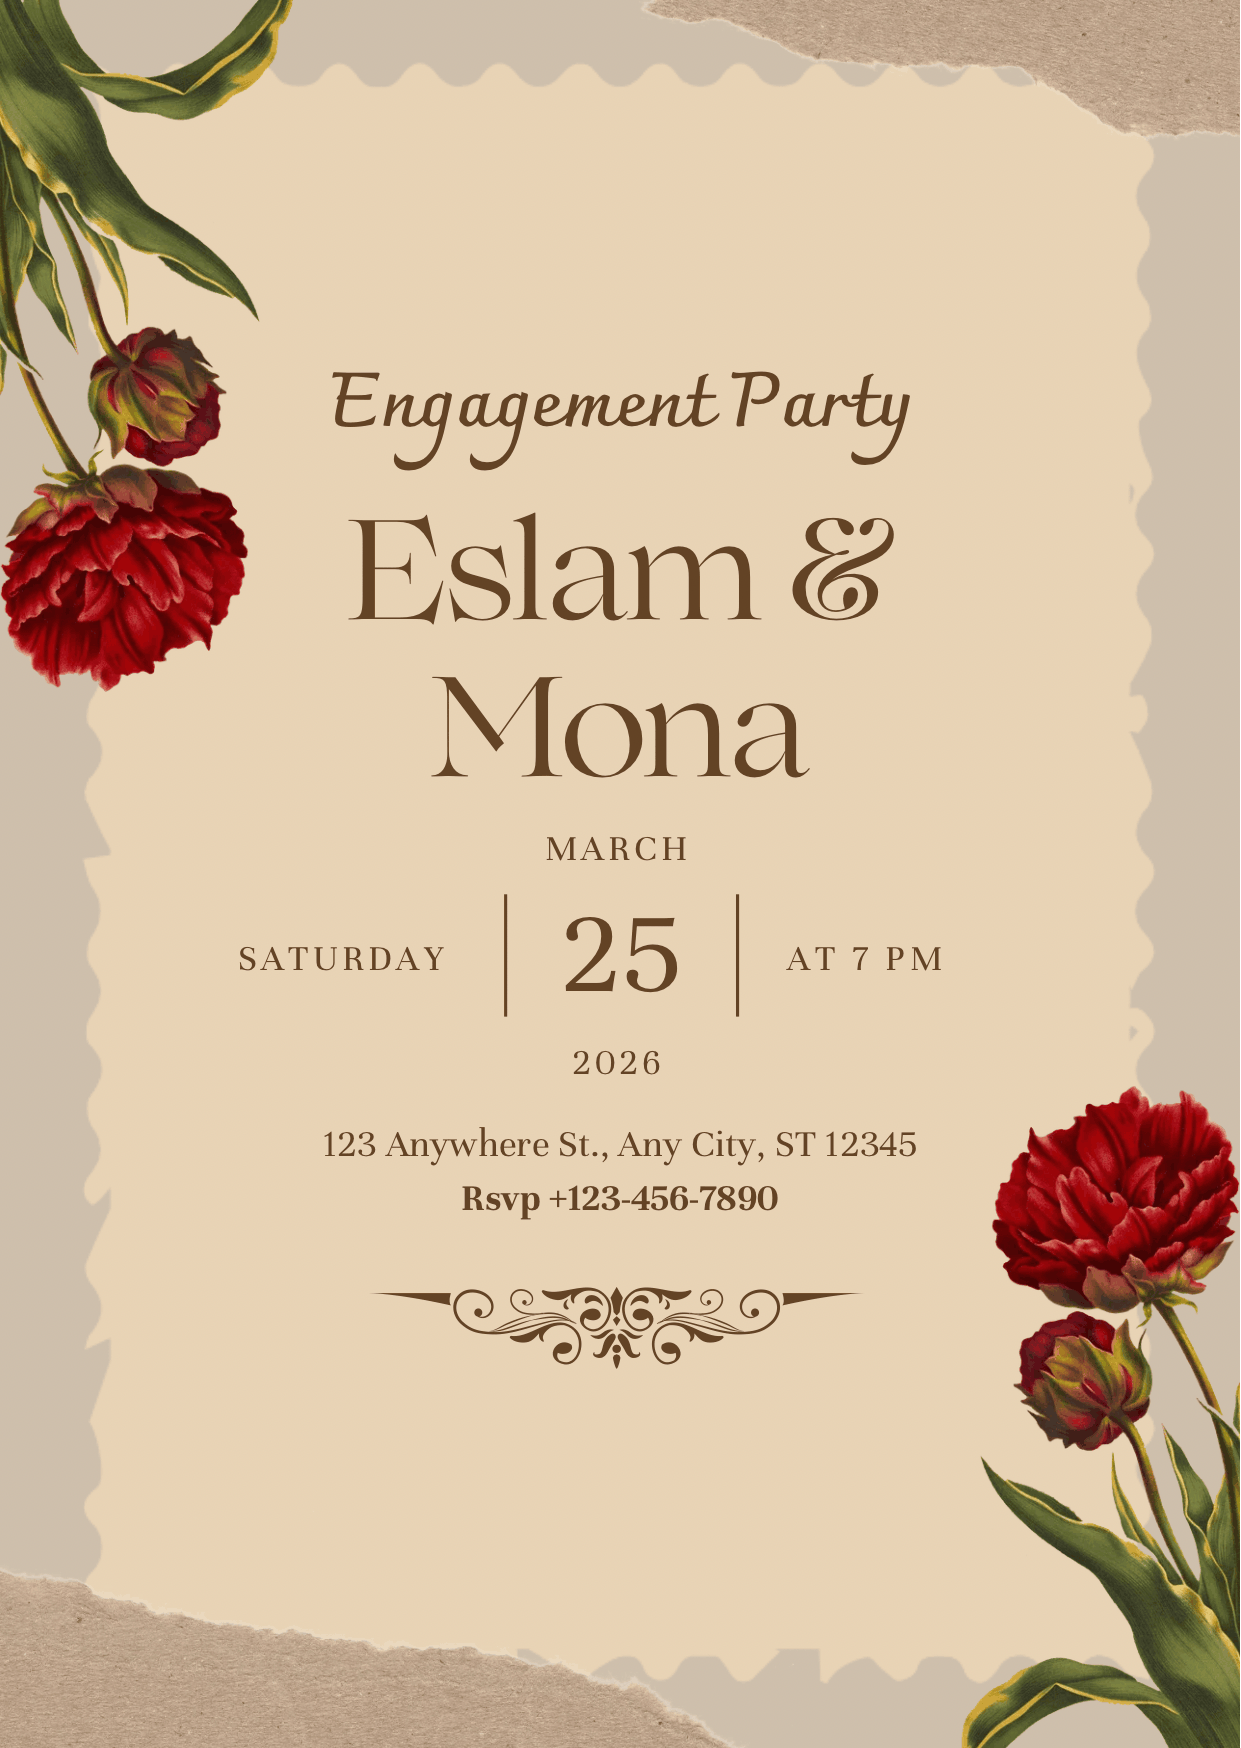 Engagement Party
Eslam &
Mona
MARCH
SATURDAY
25
AT 7 PM
2026
123 Anywhere St., Any City, ST 12345
Rsvp +123-456-7890